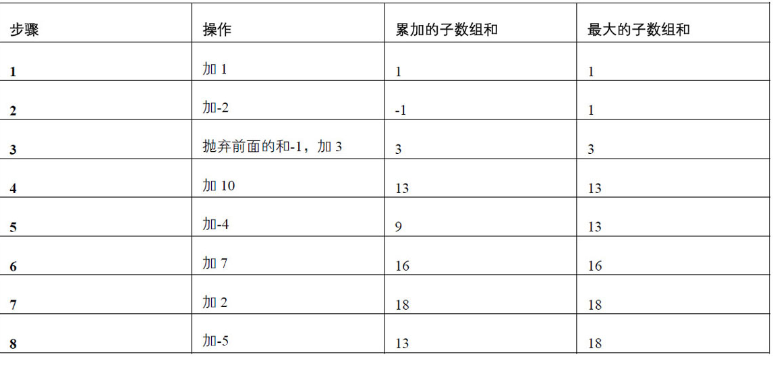 步骤 操作 累加的子数组和 最大的子数组和
1 加 1 1 1
2 加-2 -1 1
3 抛弃前面的和-1，加 3 3 3
4 加 10 13 13
5 加-4 9 13
6 加 7 16 16
7 加 2 18 18
8 加-5 13 18